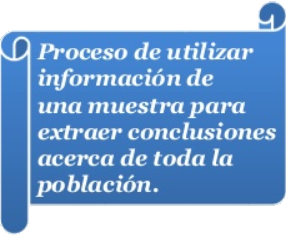 Proceso de utilizar
información de
una muestra para
extraer conclusiones
acerca de toda la
población.